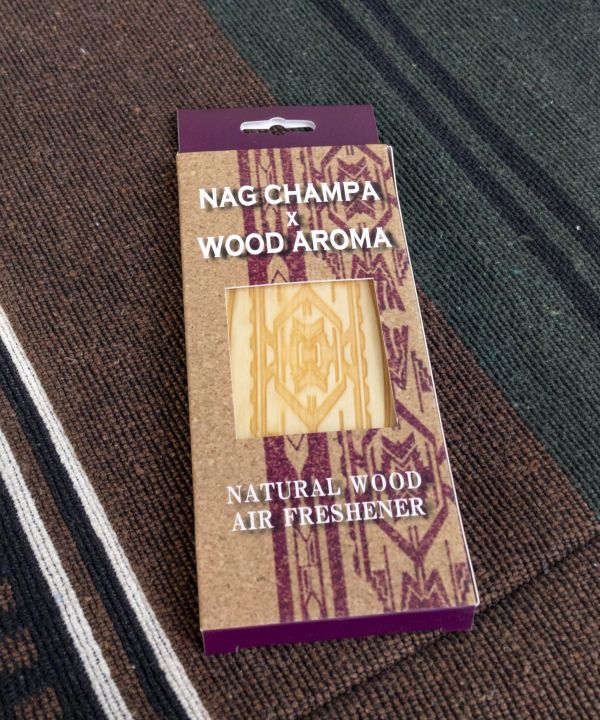 NAG CHAMPA
x
WOOD AROMA
NATURAL WOOD
AIR FRESHENER